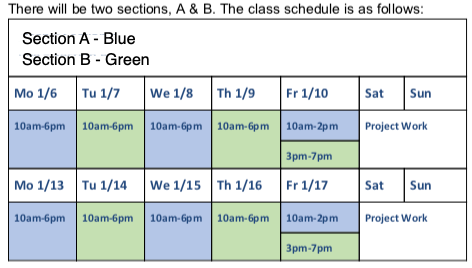 There will be two sections, A & B. The class schedule is as follows:
Section A - Blue
Section B - Green
Mo 1/6 Tu 1/7 We 1/8 Th 1/9 Fr 1/10 Sat Sun
10am-6pm 10am-6pm 10am-6pm 10am-6pm 10am-2pm Project Work
3pm-7pm
Mo 1/13 Tu 1/14 We 1/15 Th 1/16 Fr 1/17 Sat Sun
10am-6pm 10am-6pm 10am-6pm 10am-6pm 10am-2pm Project Work
3pm-7pm